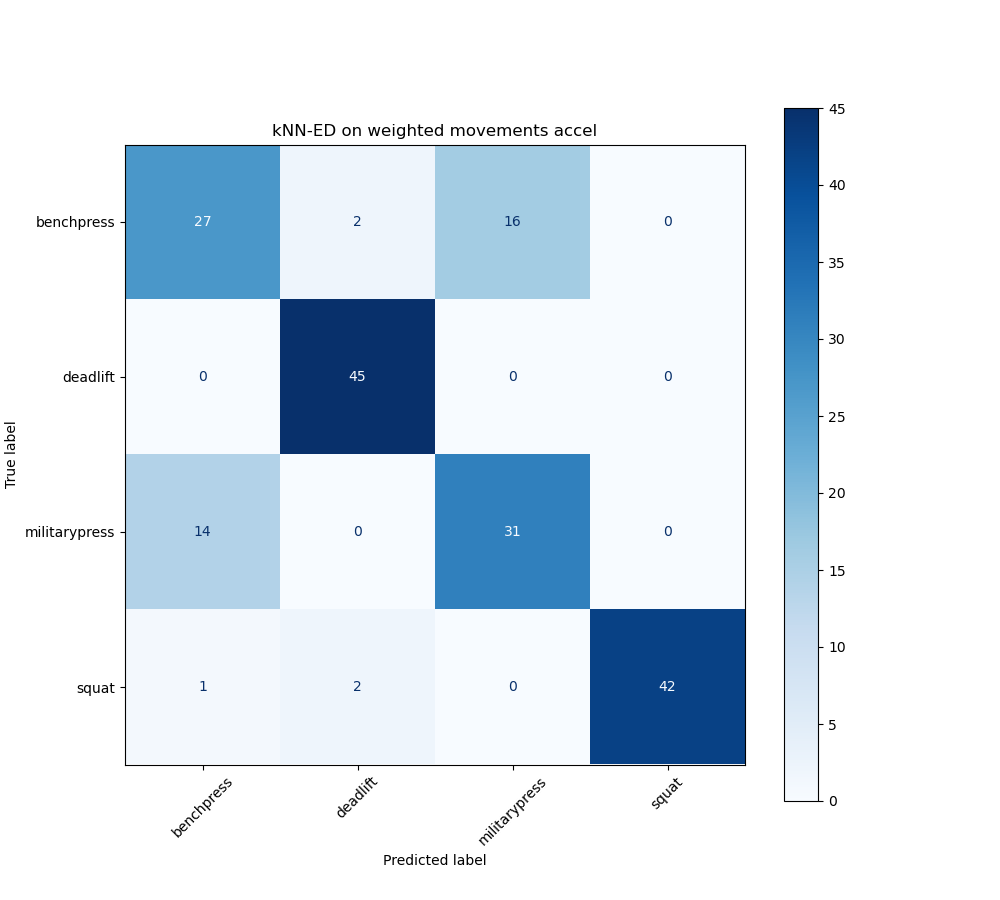 kNN-ED on weighted movements accel
45
40
35
30
25
20
15
10
5
0
True label
benchpress 27 2 16 0
deadlift 0 45 0 0
militarypress 14 0 31 0
squat 1 2 0 42
benchpress deadlift militarypress squat
Predicted label